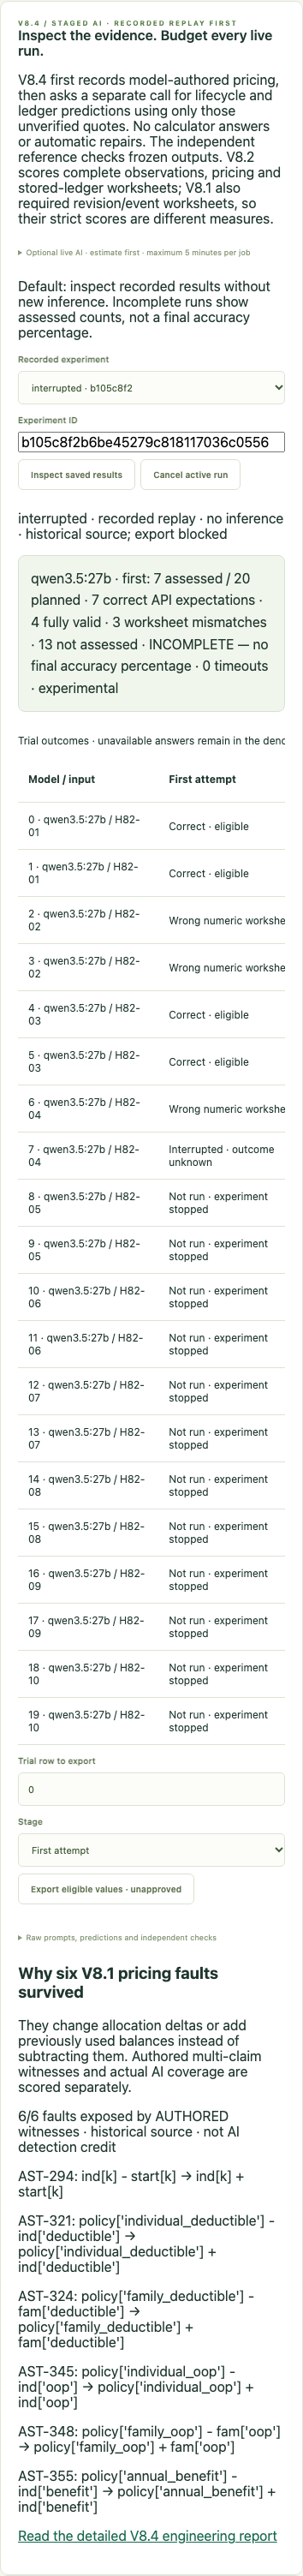 V8.4 / STAGED AI · RECORDED REPLAY FIRST
Inspect the evidence. Budget every live
run.
V8.4 first records model-authored pricing,
then asks a separate call for lifecycle and
ledger predictions using only those
unverified quotes. No calculator answers
or automatic repairs. The independent
reference checks frozen outputs. V8.2
scores complete observations, pricing and
stored-ledger worksheets; V8.1 also
required revision/event worksheets, so
their strict scores are different measures.
▸ Optional live AI · estimate first · maximum 5 minutes per job
Default: inspect recorded results without
new inference. Incomplete runs show
assessed counts, not a final accuracy
percentage.
Recorded experiment
interrupted · b105c8f2
Experiment ID
b105c8f2b6be45279c818117036c0556
Inspect saved results
Cancel active run
interrupted · recorded replay · no inference
· historical source; export blocked
qwen3.5:27b · first: 7 assessed / 20
planned · 7 correct API expectations ·
4 fully valid · 3 worksheet mismatches
· 13 not assessed · INCOMPLETE — no
final accuracy percentage · 0 timeouts
· experimental
Trial outcomes · unavailable answers remain in the deno
Model / input
First attempt
0 · qwen3.5:27b / H82-
01
Correct · eligible
1 · qwen3.5:27b / H82-
01
Correct · eligible
2 · qwen3.5:27b / H82-
02
Wrong numeric workshe
3 · qwen3.5:27b / H82-
02
Wrong numeric workshe
4 · qwen3.5:27b / H82-
03
Correct · eligible
5 · qwen3.5:27b / H82-
03
Correct · eligible
6 · qwen3.5:27b / H82-
04
Wrong numeric workshe
7 · qwen3.5:27b / H82-
04
Interrupted · outcome
unknown
8 · qwen3.5:27b / H82-
05
Not run · experiment
stopped
9 · qwen3.5:27b / H82-
05
Not run · experiment
stopped
10 · qwen3.5:27b / H82-
06
Not run · experiment
stopped
11 · qwen3.5:27b / H82-
06
Not run · experiment
stopped
12 · qwen3.5:27b / H82-
07
Not run · experiment
stopped
13 · qwen3.5:27b / H82-
07
Not run · experiment
stopped
14 · qwen3.5:27b / H82-
08
Not run · experiment
stopped
15 · qwen3.5:27b / H82-
08
Not run · experiment
stopped
16 · qwen3.5:27b / H82-
09
Not run · experiment
stopped
17 · qwen3.5:27b / H82-
09
Not run · experiment
stopped
18 · qwen3.5:27b / H82-
10
Not run · experiment
stopped
19 · qwen3.5:27b / H82-
10
Not run · experiment
stopped
Trial row to export
0
Stage
First attempt
Export eligible values · unapproved
▸ Raw prompts, predictions and independent checks
Why six V8.1 pricing faults
survived
They change allocation deltas or add
previously used balances instead of
subtracting them. Authored multi-claim
witnesses and actual AI coverage are
scored separately.
6/6 faults exposed by AUTHORED
witnesses · historical source · not AI
detection credit
AST-294: ind[k] - start[k] → ind[k] +
start[k]
AST-321: policy['individual_deductible'] -
ind['deductible'] →
policy['individual_deductible'] +
ind['deductible']
AST-324: policy['family_deductible'] -
fam['deductible'] →
policy['family_deductible'] +
fam['deductible']
AST-345: policy['individual_oop'] -
ind['oop'] → policy['individual_oop'] +
ind['oop']
AST-348: policy['family_oop'] - fam['oop']
→ policy['family_oop'] + fam['oop']
AST-355: policy['annual_benefit'] -
ind['benefit'] → policy['annual_benefit'] +
ind['benefit']
Read the detailed V8.4 engineering report